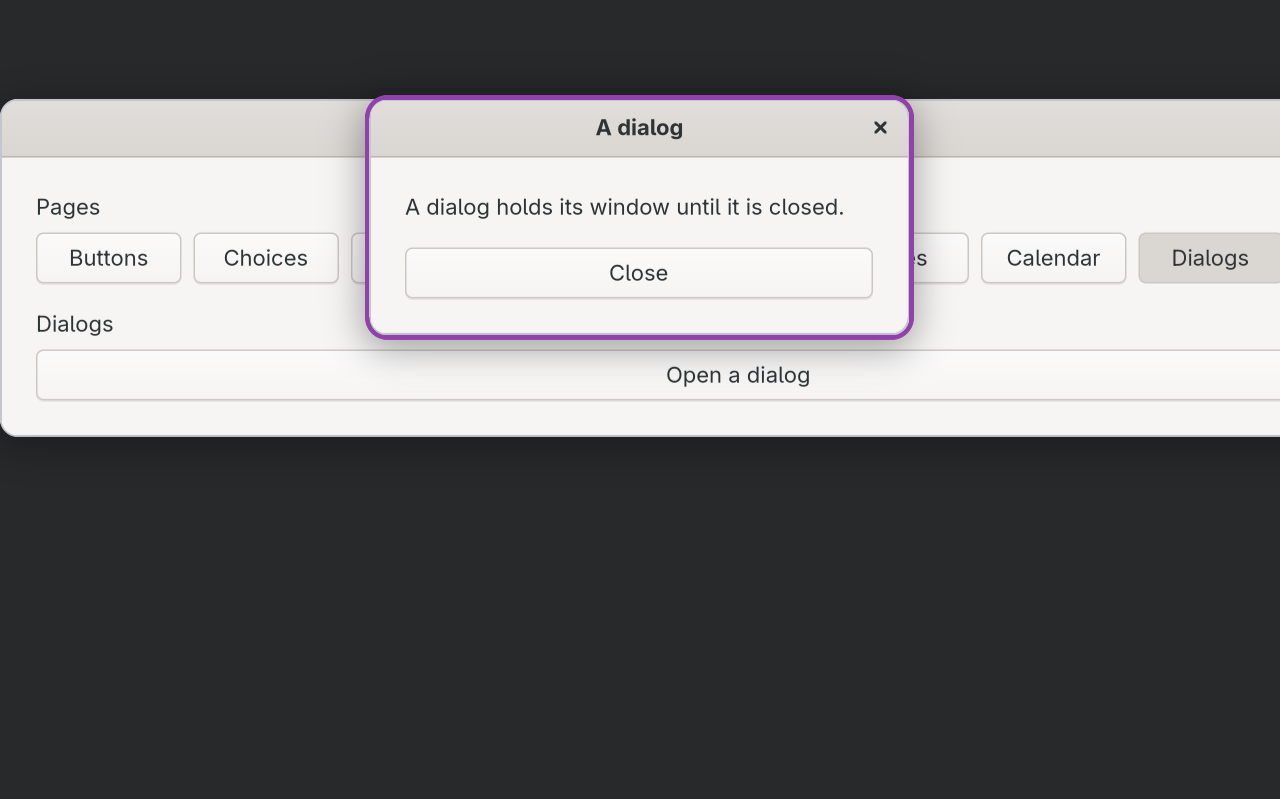 A dialog
A dialog holds its window until it is closed.
Close
Pages
Buttons
Choices
Calendar
Dialogs
Dialogs
Open a dialog